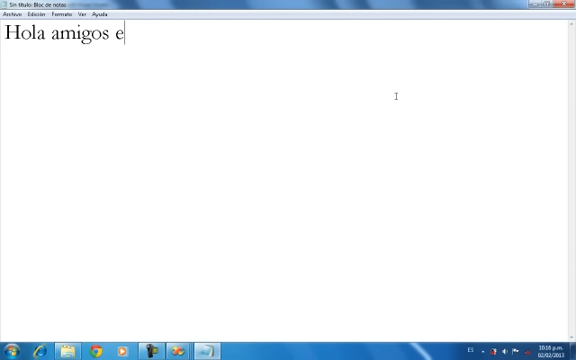 Sin título: Bloc de notas
Archivo Edición Formato Ver Ayuda
Hola amigos e
ES
10:16 p.m.
02/02/2013